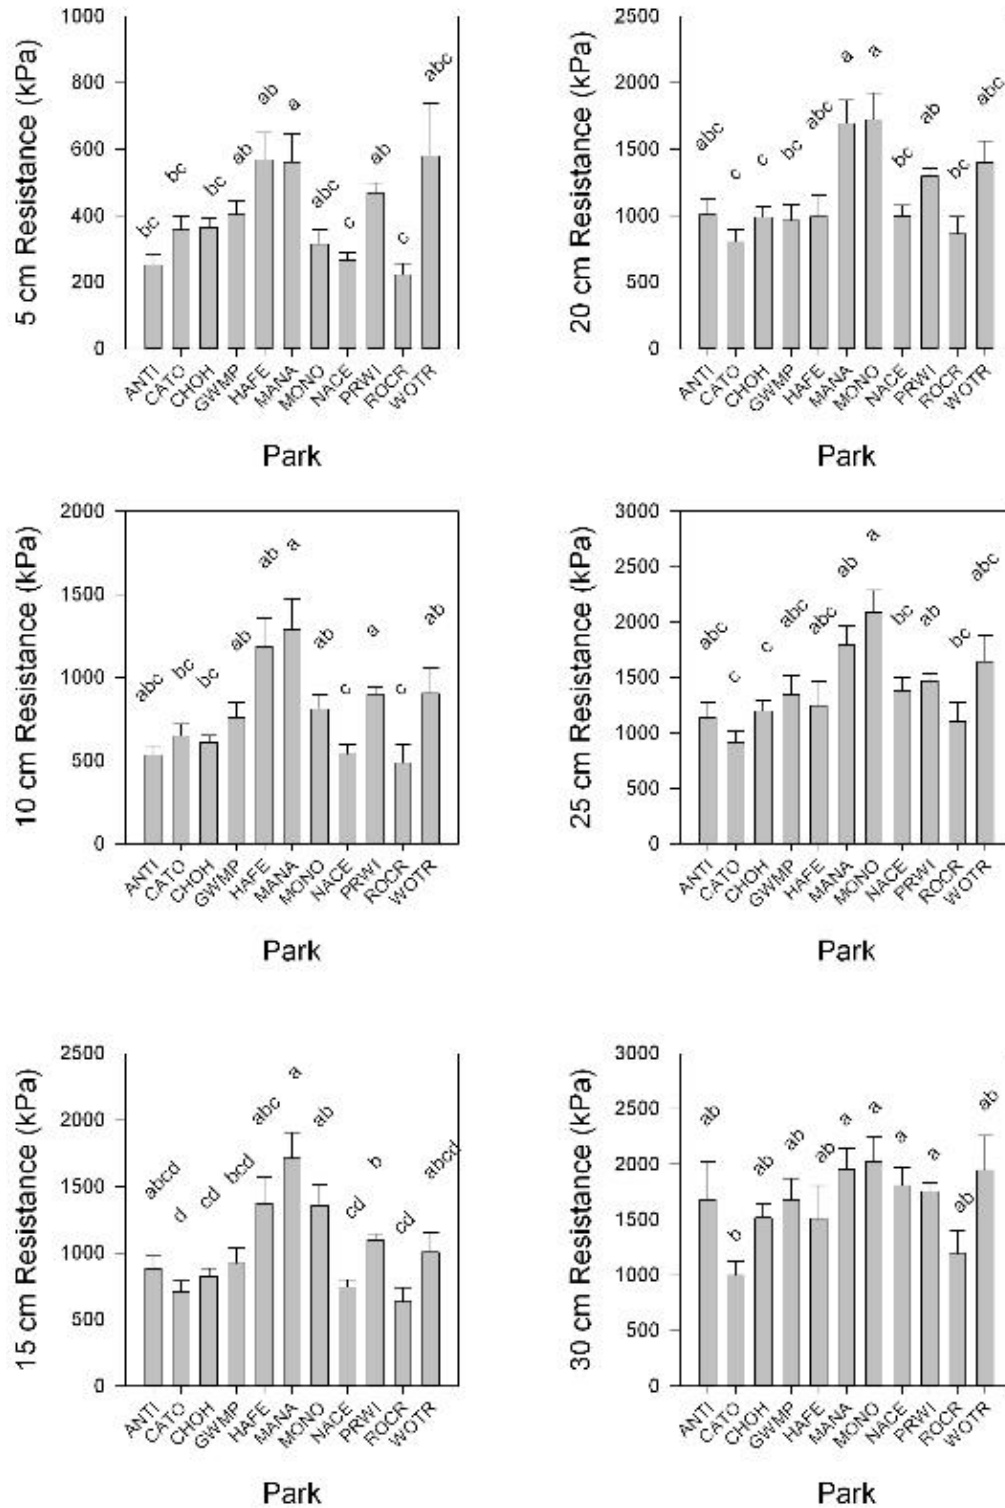 5 cm Resistance (kPa)
1000
800
600
400
200
0
bc
bc
bc
ab
ab
a
abc
c
ab
c
abc
ANTI
CATO
CHOH
GWMP
HAFE
MANA
MONO
NACE
PRWI
ROCR
WOTR
Park
20 cm Resistance (kPa)
2500
2000
1500
1000
500
0
abc
c
c
bc
abc
a
a
bc
ab
bc
abc
ANTI
CATO
CHOH
GWMP
HAFE
MANA
MONO
NACE
PRWI
ROCR
WOTR
Park
10 cm Resistance (kPa)
2000
1500
1000
500
0
abc
bc
bc
ab
ab
a
ab
c
a
c
ab
ANTI
CATO
CHOH
GWMP
HAFE
MANA
MONO
NACE
PRWI
ROCR
WOTR
Park
25 cm Resistance (kPa)
3000
2500
2000
1500
1000
500
0
abc
c
c
abc
abc
ab
a
bc
ab
bc
abc
ANTI
CATO
CHOH
GWMP
HAFE
MANA
MONO
NACE
PRWI
ROCR
WOTR
Park
15 cm Resistance (kPa)
2500
2000
1500
1000
500
0
abcd
d
cd
bcd
abc
a
ab
cd
b
cd
abcd
ANTI
CATO
CHOH
GWMP
HAFE
MANA
MONO
NACE
PRWI
ROCR
WOTR
Park
30 cm Resistance (kPa)
3000
2500
2000
1500
1000
500
0
ab
b
ab
ab
ab
a
a
a
a
ab
ab
ANTI
CATO
CHOH
GWMP
HAFE
MANA
MONO
NACE
PRWI
ROCR
WOTR
Park